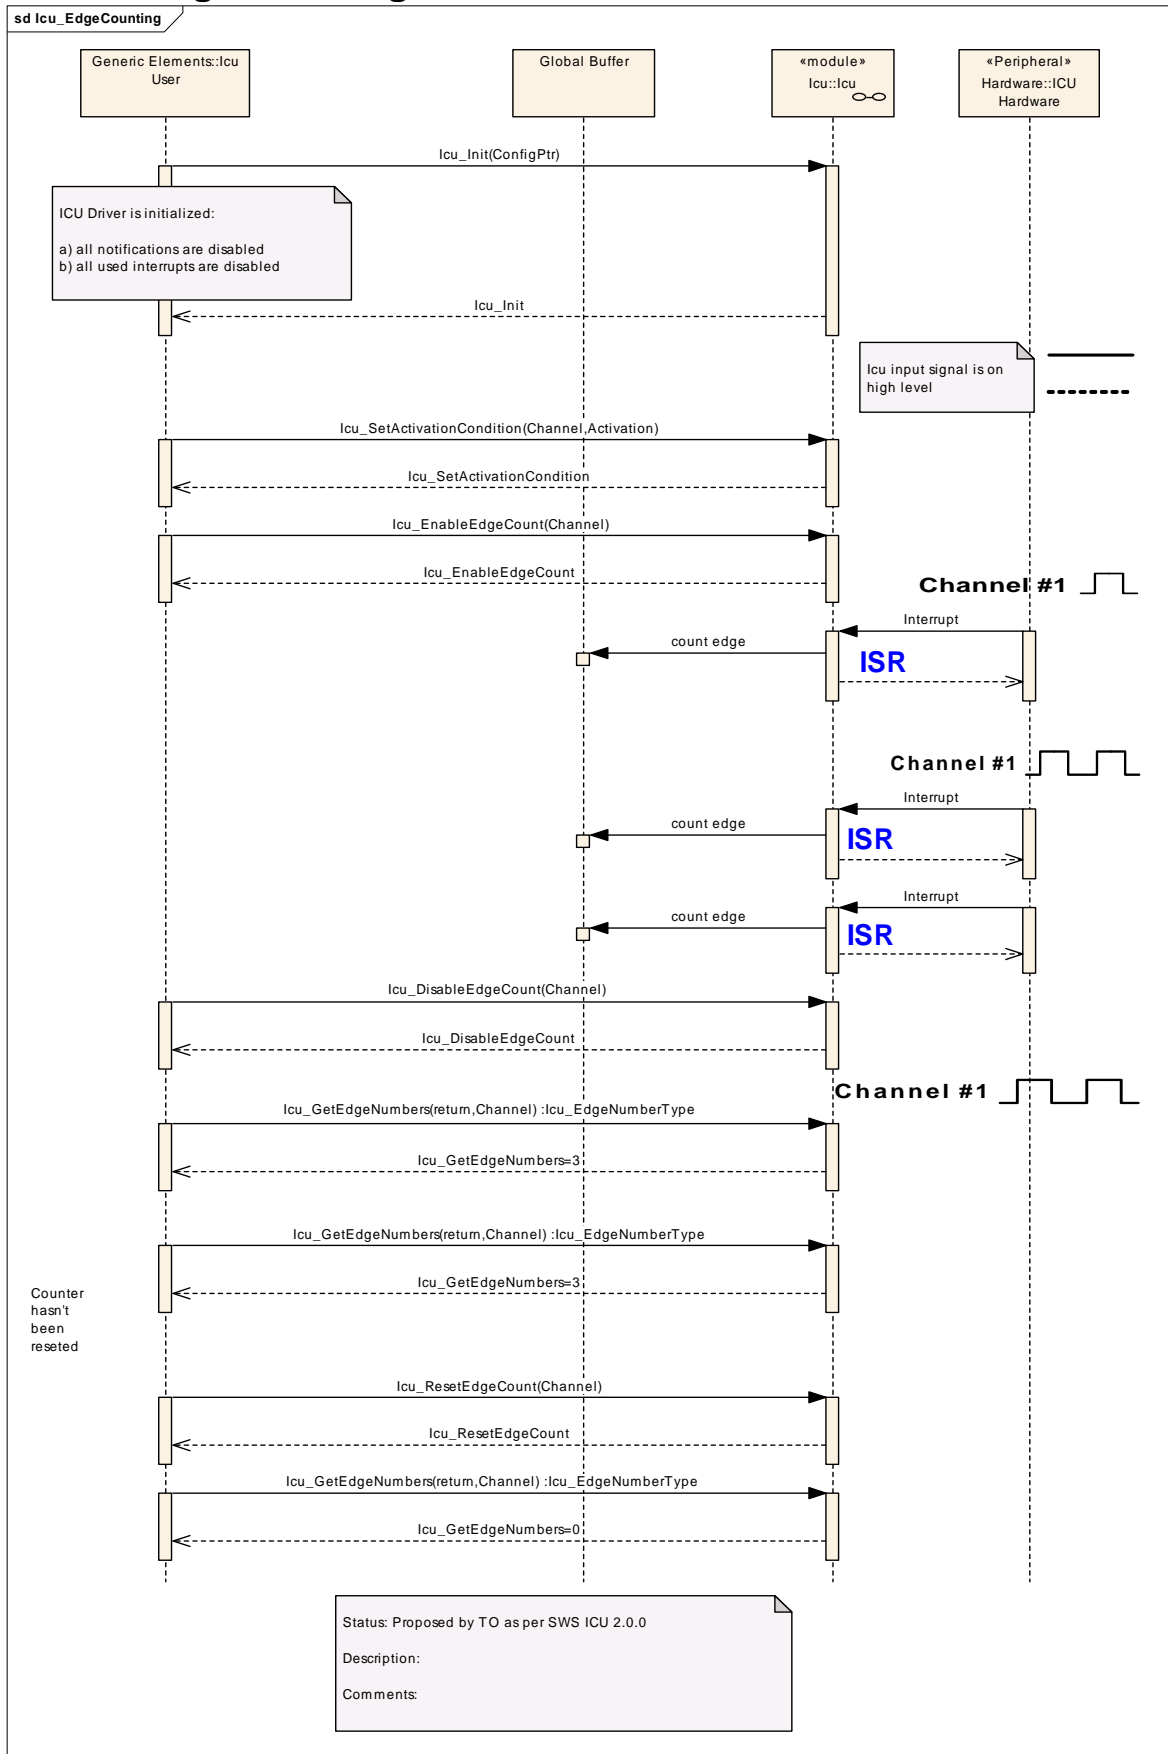 sd Icu_EdgeCounting
Generic Elements::Icu
User
Global Buffer
«module»
Icu::Icu
«Peripheral»
Hardware::ICU
Hardware
Icu_Init(ConfigPtr)
ICU Driver is initialized:
a) all notifications are disabled
b) all used interrupts are disabled
Icu_Init
Icu input signal is on
high level
Icu_SetActivationCondition(Channel,Activation)
Icu_SetActivationCondition
Icu_EnableEdgeCount(Channel)
Icu_EnableEdgeCount
Channel #1
Interrupt
count edge
ISR
Channel #1
Interrupt
count edge
ISR
Interrupt
count edge
ISR
Icu_DisableEdgeCount(Channel)
Icu_DisableEdgeCount
Channel #1
Icu_GetEdgeNumbers(return,Channel) :Icu_EdgeNumberType
Icu_GetEdgeNumbers=3
Icu_GetEdgeNumbers(return,Channel) :Icu_EdgeNumberType
Icu_GetEdgeNumbers=3
Counter
hasn't
been
reseted
Icu_ResetEdgeCount(Channel)
Icu_ResetEdgeCount
Icu_GetEdgeNumbers(return,Channel) :Icu_EdgeNumberType
Icu_GetEdgeNumbers=0
Status: Proposed by TO as per SWS ICU 2.0.0
Description:
Comments: